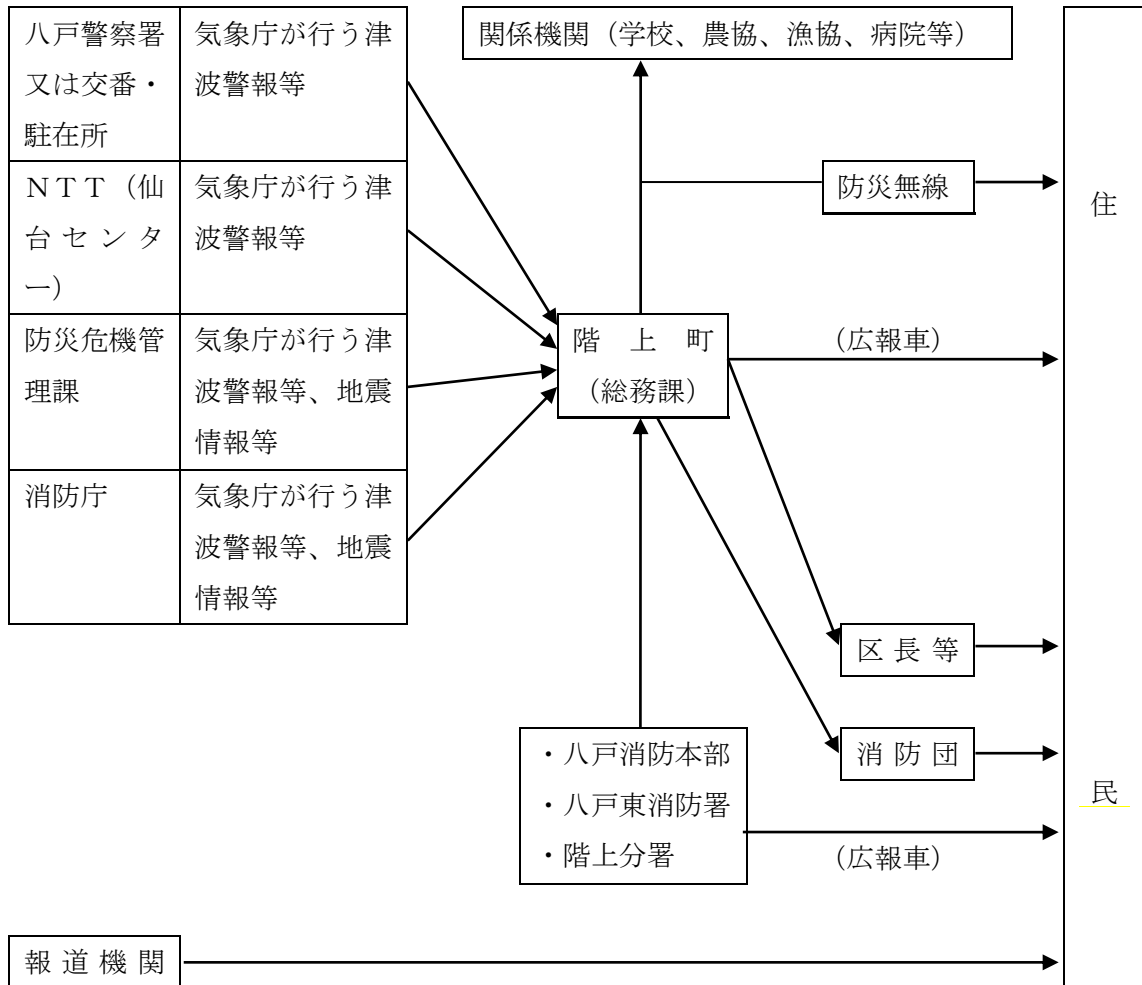 八戸警察署
又は交番・
駐在所
気象庁が行う津
波警報等
ＮＴＴ（仙
台センタ
ー）
気象庁が行う津
波警報等
防災危機管
理課
気象庁が行う津
波警報等、地震
情報等
消防庁
気象庁が行う津
波警報等、地震
情報等
関係機関（学校、農協、漁協、病院等）
防災無線
階上町
（総務課）
（広報車）
区長等
消防団
・八戸消防本部
・八戸東消防署
・階上分署
（広報車）
報道機関
住
民